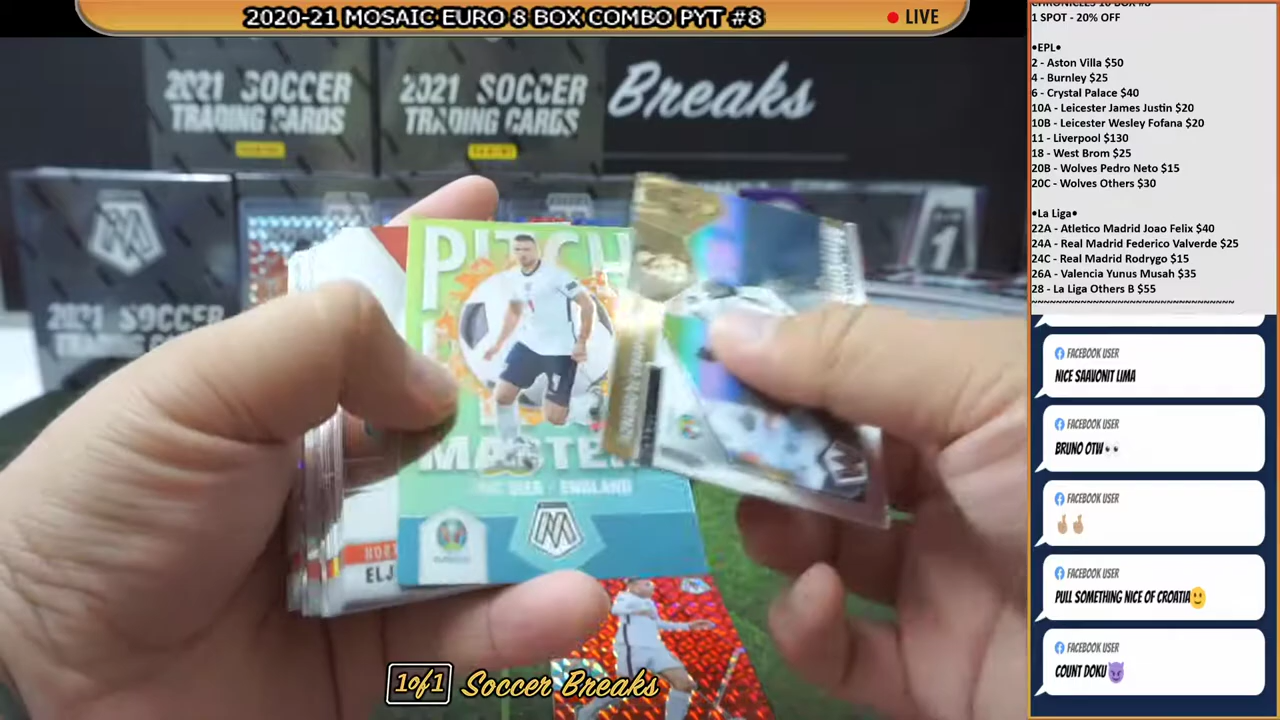 2020-21 MOSAIC EURO 8 BOX COMBO PYT #8
LIVE
2021 SOCCER
TRADING CARDS
PANINI
2021 SOCCER
TRADING CARDS
PANINI
Breaks
2021 SOCCER
1
PITCH
MASTER
ENGLAND
ELJ
1of1 Soccer Breaks
1 SPOT - 20% OFF
•EPL•
2 - Aston Villa $50
4 - Burnley $25
6 - Crystal Palace $40
10A - Leicester James Justin $20
10B - Leicester Wesley Fofana $20
11 - Liverpool $130
18 - West Brom $25
20B - Wolves Pedro Neto $15
20C - Wolves Others $30
•La Liga•
22A - Atletico Madrid Joao Felix $40
24A - Real Madrid Federico Valverde $25
24C - Real Madrid Rodrygo $15
26A - Valencia Yunus Musah $35
28 - La Liga Others B $55
~~~~~~~~~~~~~~~~~~~~~~~~~~~~~~~~
FACEBOOK USER
NICE SAAVONIT LIMA
FACEBOOK USER
BRUNO OTW👀
FACEBOOK USER
🤞🏼🤞🏼
FACEBOOK USER
PULL SOMETHING NICE OF CROATIA🙂
FACEBOOK USER
COUNT DOKU😈